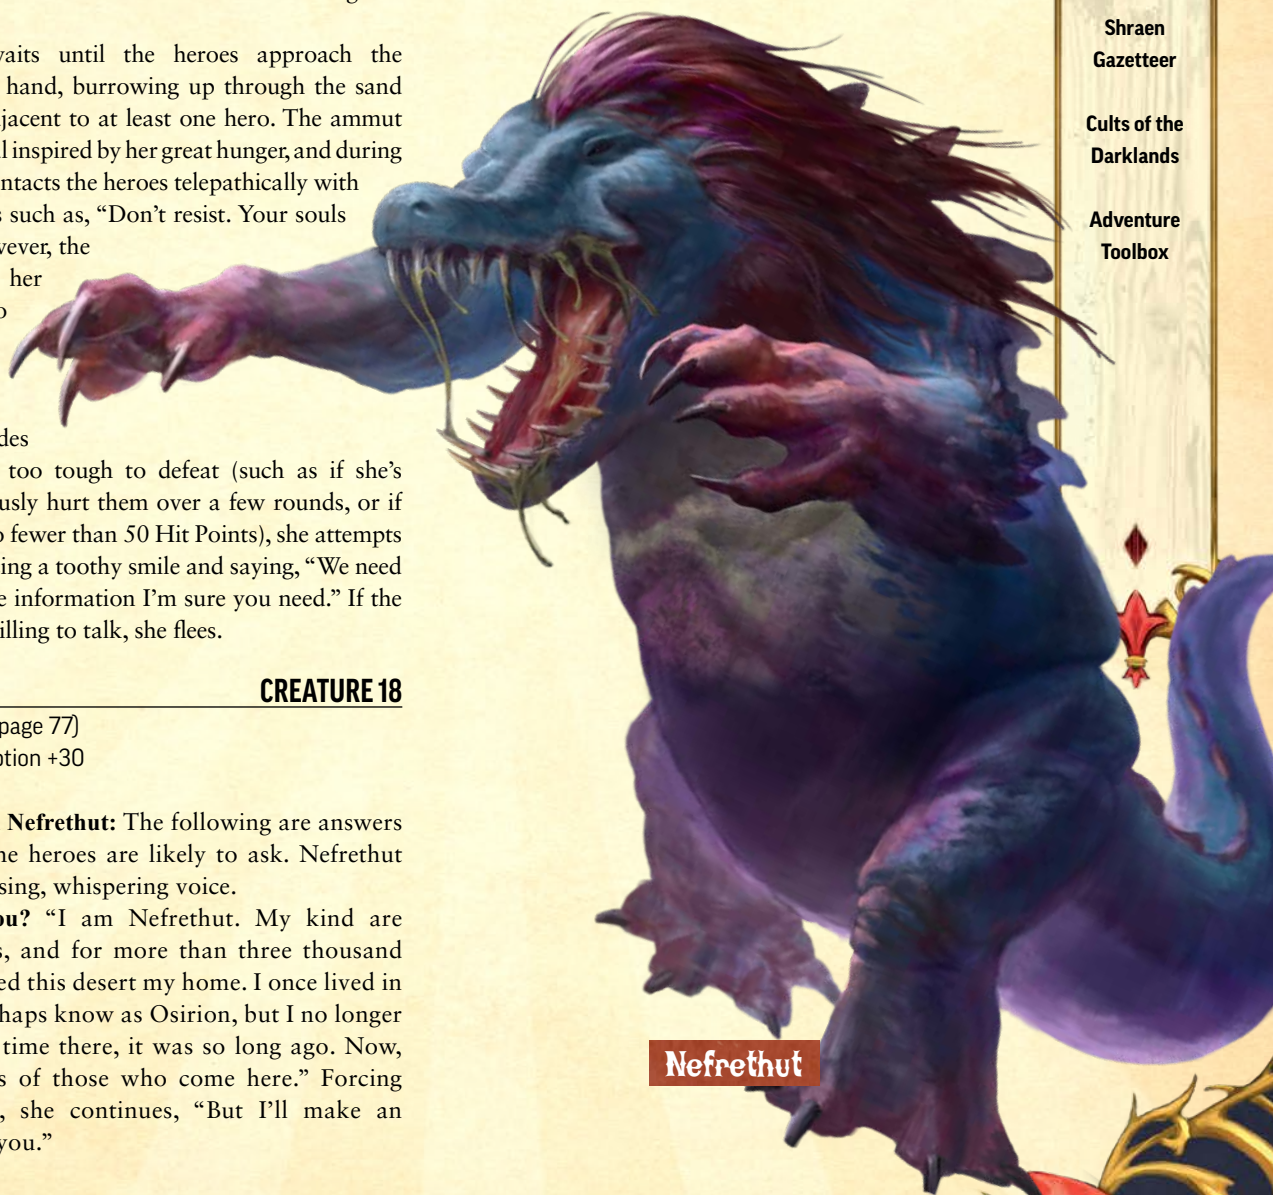 waits until the heroes approach the
hand, burrowing up through the sand
jacent to at least one hero. The ammut
l inspired by her great hunger, and during
ntacts the heroes telepathically with
s such as, “Don’t resist. Your souls
wever, the
her
o
des
too tough to defeat (such as if she’s
usly hurt them over a few rounds, or if
o fewer than 50 Hit Points), she attempts
ing a toothy smile and saying, “We need
e information I’m sure you need.” If the
illing to talk, she flees.
CREATURE 18
page 77)
ption +30
Nefrethut: The following are answers
he heroes are likely to ask. Nefrethut
sing, whispering voice.
ou? “I am Nefrethut. My kind are
s, and for more than three thousand
ed this desert my home. I once lived in
haps know as Osirion, but I no longer
time there, it was so long ago. Now,
s of those who come here.” Forcing
, she continues, “But I’ll make an
you.”
Nefrethut
Shraen
Gazetteer
Cults of the
Darklands
Adventure
Toolbox